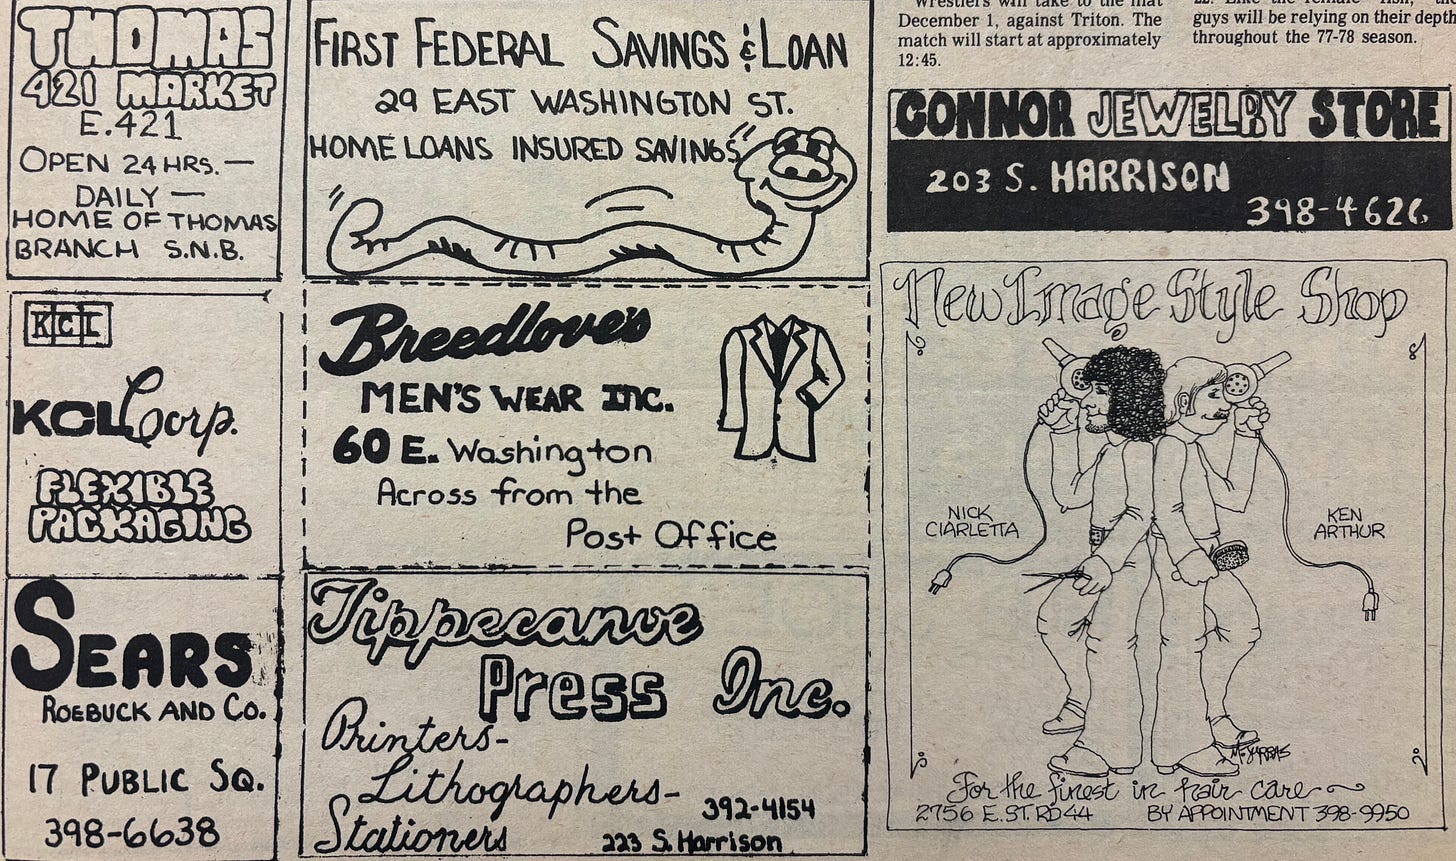 THOMAS
421 MARKET
E.421
OPEN 24 HRS. —
DAILY —
HOME OF THOMAS
BRANCH S.N.B.
KCL
KCL Corp.
FLEXIBLE
PACKAGING
SEARS
ROEBUCK AND CO.
17 PUBLIC SQ.
398-6638
FIRST FEDERAL SAVINGS & LOAN
29 EAST WASHINGTON ST.
HOME LOANS INSURED SAVINGS
Breedlove's
MEN'S WEAR INC.
60 E. Washington
Across from the
Post Office
Tippecanoe
Press Inc.
Printers-
Lithographers-
Stationers
392-4154
223 S. Harrison
Wrestlers will take to the mat
December 1, against Triton. The
match will start at approximately
12:45.
22. Like the female "fish," the
guys will be relying on their depth
throughout the 77-78 season.
CONNOR JEWELRY STORE
203 S. HARRISON
398-4626
New Image Style Shop
NICK
CIARLETTA
KEN
ARTHUR
For the finest in hair care
2756 E. ST. RD 44 BY APPOINTMENT 398-9950